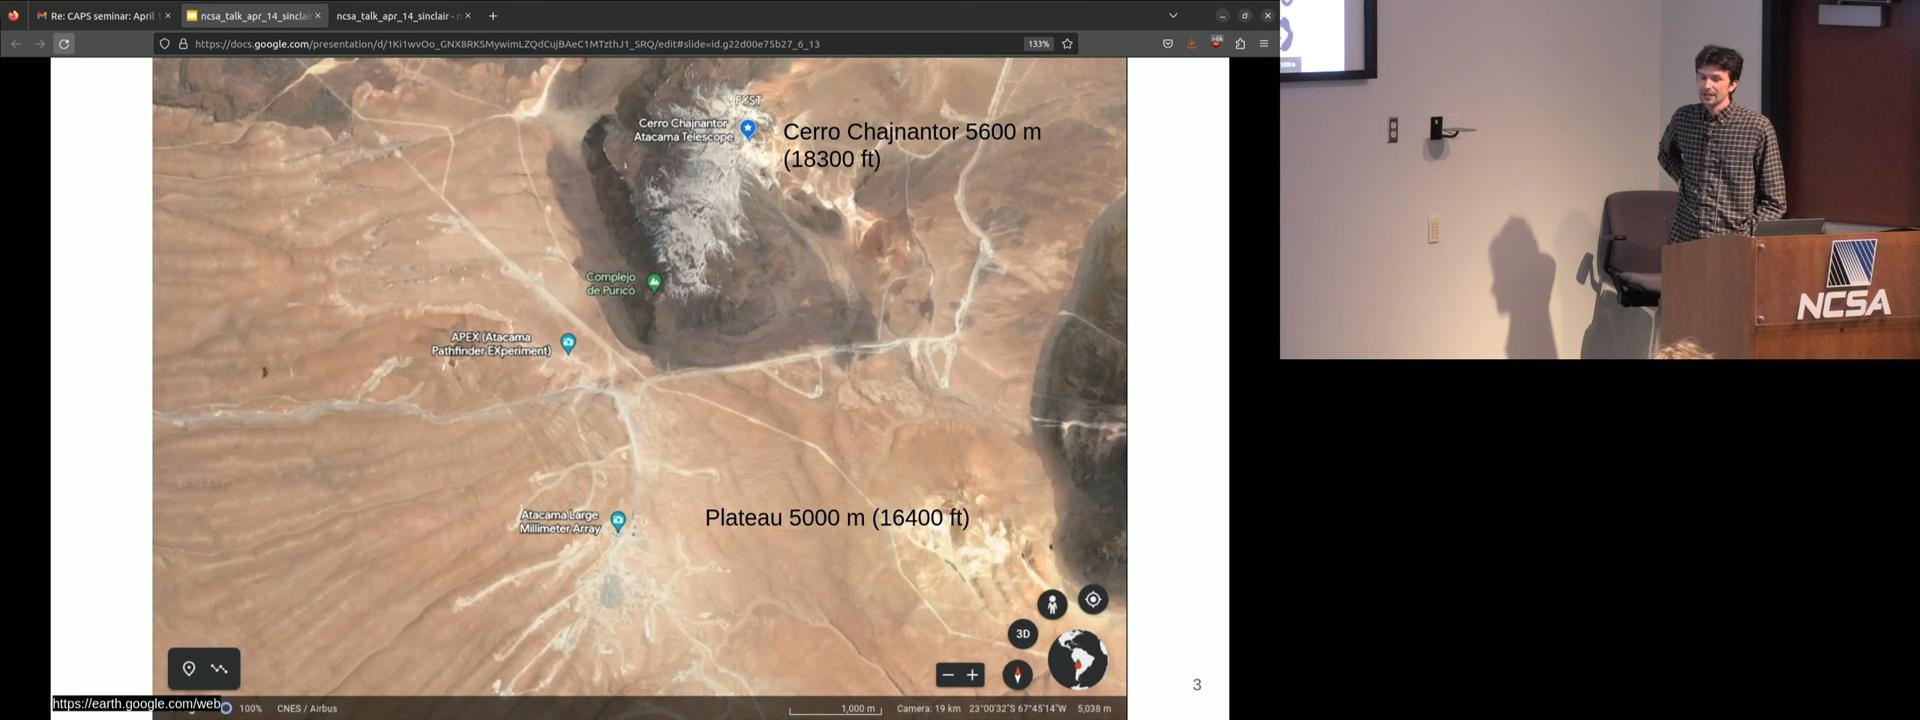 Re: CAPS seminar: April
ncsa_talk_apr_14_sinclair
ncsa_talk_apr_14_sinclair - n
https://docs.google.com/presentation/d/1Ki1wvOo_GNX8RKSMywimLZQdCujBAeC1MTzthJ1_SRQ/edit#slide=id.g22d00e75b27_6_13
133%
FYST
Cerro Chajnantor
Atacama Telescope
Cerro Chajnantor 5600 m
(18300 ft)
Complejo
de Purico
APEX (Atacama
Pathfinder EXperiment)
Atacama Large
Millimeter Array
Plateau 5000 m (16400 ft)
3D
3
https://earth.google.com/web
100%
CNES / Airbus
1,000 m
Camera: 19 km
23°00'32"S 67°45'14"W
5,038 m
NCSA